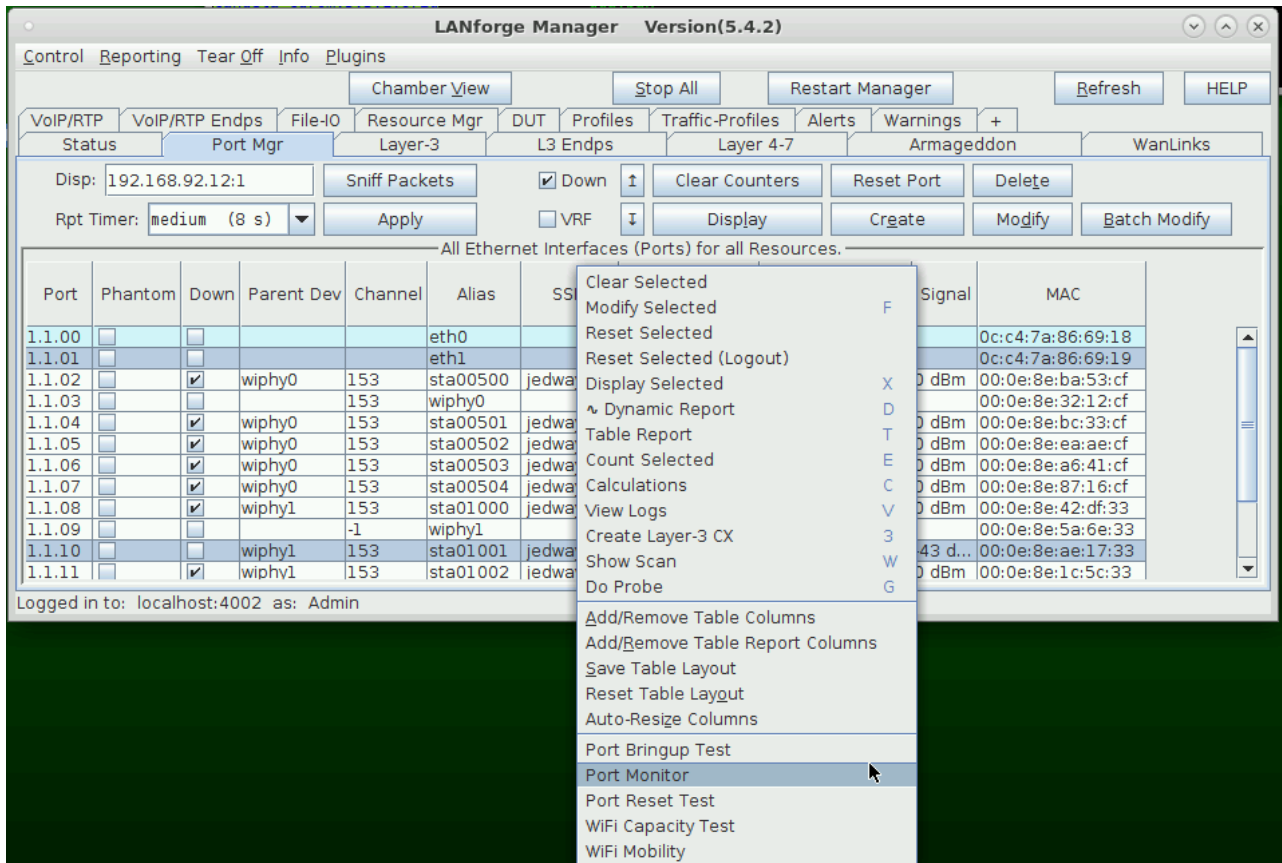 LANforge Manager Version(5.4.2)
Control Reporting Tear Off Info Plugins
Chamber View Stop All Restart Manager Refresh HELP
VoIP/RTP VoIP/RTP Endps File-IO Resource Mgr DUT Profiles Traffic-Profiles Alerts Warnings +
Status Port Mgr Layer-3 L3 Endps Layer 4-7 Armageddon WanLinks
Disp: 192.168.92.12:1 Sniff Packets Down Clear Counters Reset Port Delete
Rpt Timer: medium (8 s) Apply VRF Display Create Modify Batch Modify
All Ethernet Interfaces (Ports) for all Resources.
Port Phantom Down Parent Dev Channel Alias Signal MAC
1.1.00 eth0 0c:c4:7a:86:69:18
1.1.01 eth1 0c:c4:7a:86:69:19
1.1.02 wiphy0 153 sta00500 dBm 00:0e:8e:ba:53:cf
1.1.03 153 wiphy0 00:0e:8e:32:12:cf
1.1.04 wiphy0 153 sta00501 dBm 00:0e:8e:bc:33:cf
1.1.05 wiphy0 153 sta00502 dBm 00:0e:8e:ea:ae:cf
1.1.06 wiphy0 153 sta00503 dBm 00:0e:8e:a6:41:cf
1.1.07 wiphy0 153 sta00504 dBm 00:0e:8e:87:16:cf
1.1.08 wiphy1 153 sta01000 dBm 00:0e:8e:42:df:33
1.1.09 -1 wiphy1 00:0e:8e:5a:6e:33
1.1.10 wiphy1 153 sta01001 43 d... 00:0e:8e:ae:17:33
1.1.11 wiphy1 153 sta01002 dBm 00:0e:8e:1c:5c:33
Logged in to: localhost:4002 as: Admin
Clear Selected
Modify Selected F
Reset Selected
Reset Selected (Logout)
Display Selected X
Dynamic Report D
Table Report T
Count Selected E
Calculations C
View Logs V
Create Layer-3 CX 3
Show Scan W
Do Probe G
Add/Remove Table Columns
Add/Remove Table Report Columns
Save Table Layout
Reset Table Layout
Auto-Resize Columns
Port Bringup Test
Port Monitor
Port Reset Test
WiFi Capacity Test
WiFi Mobility